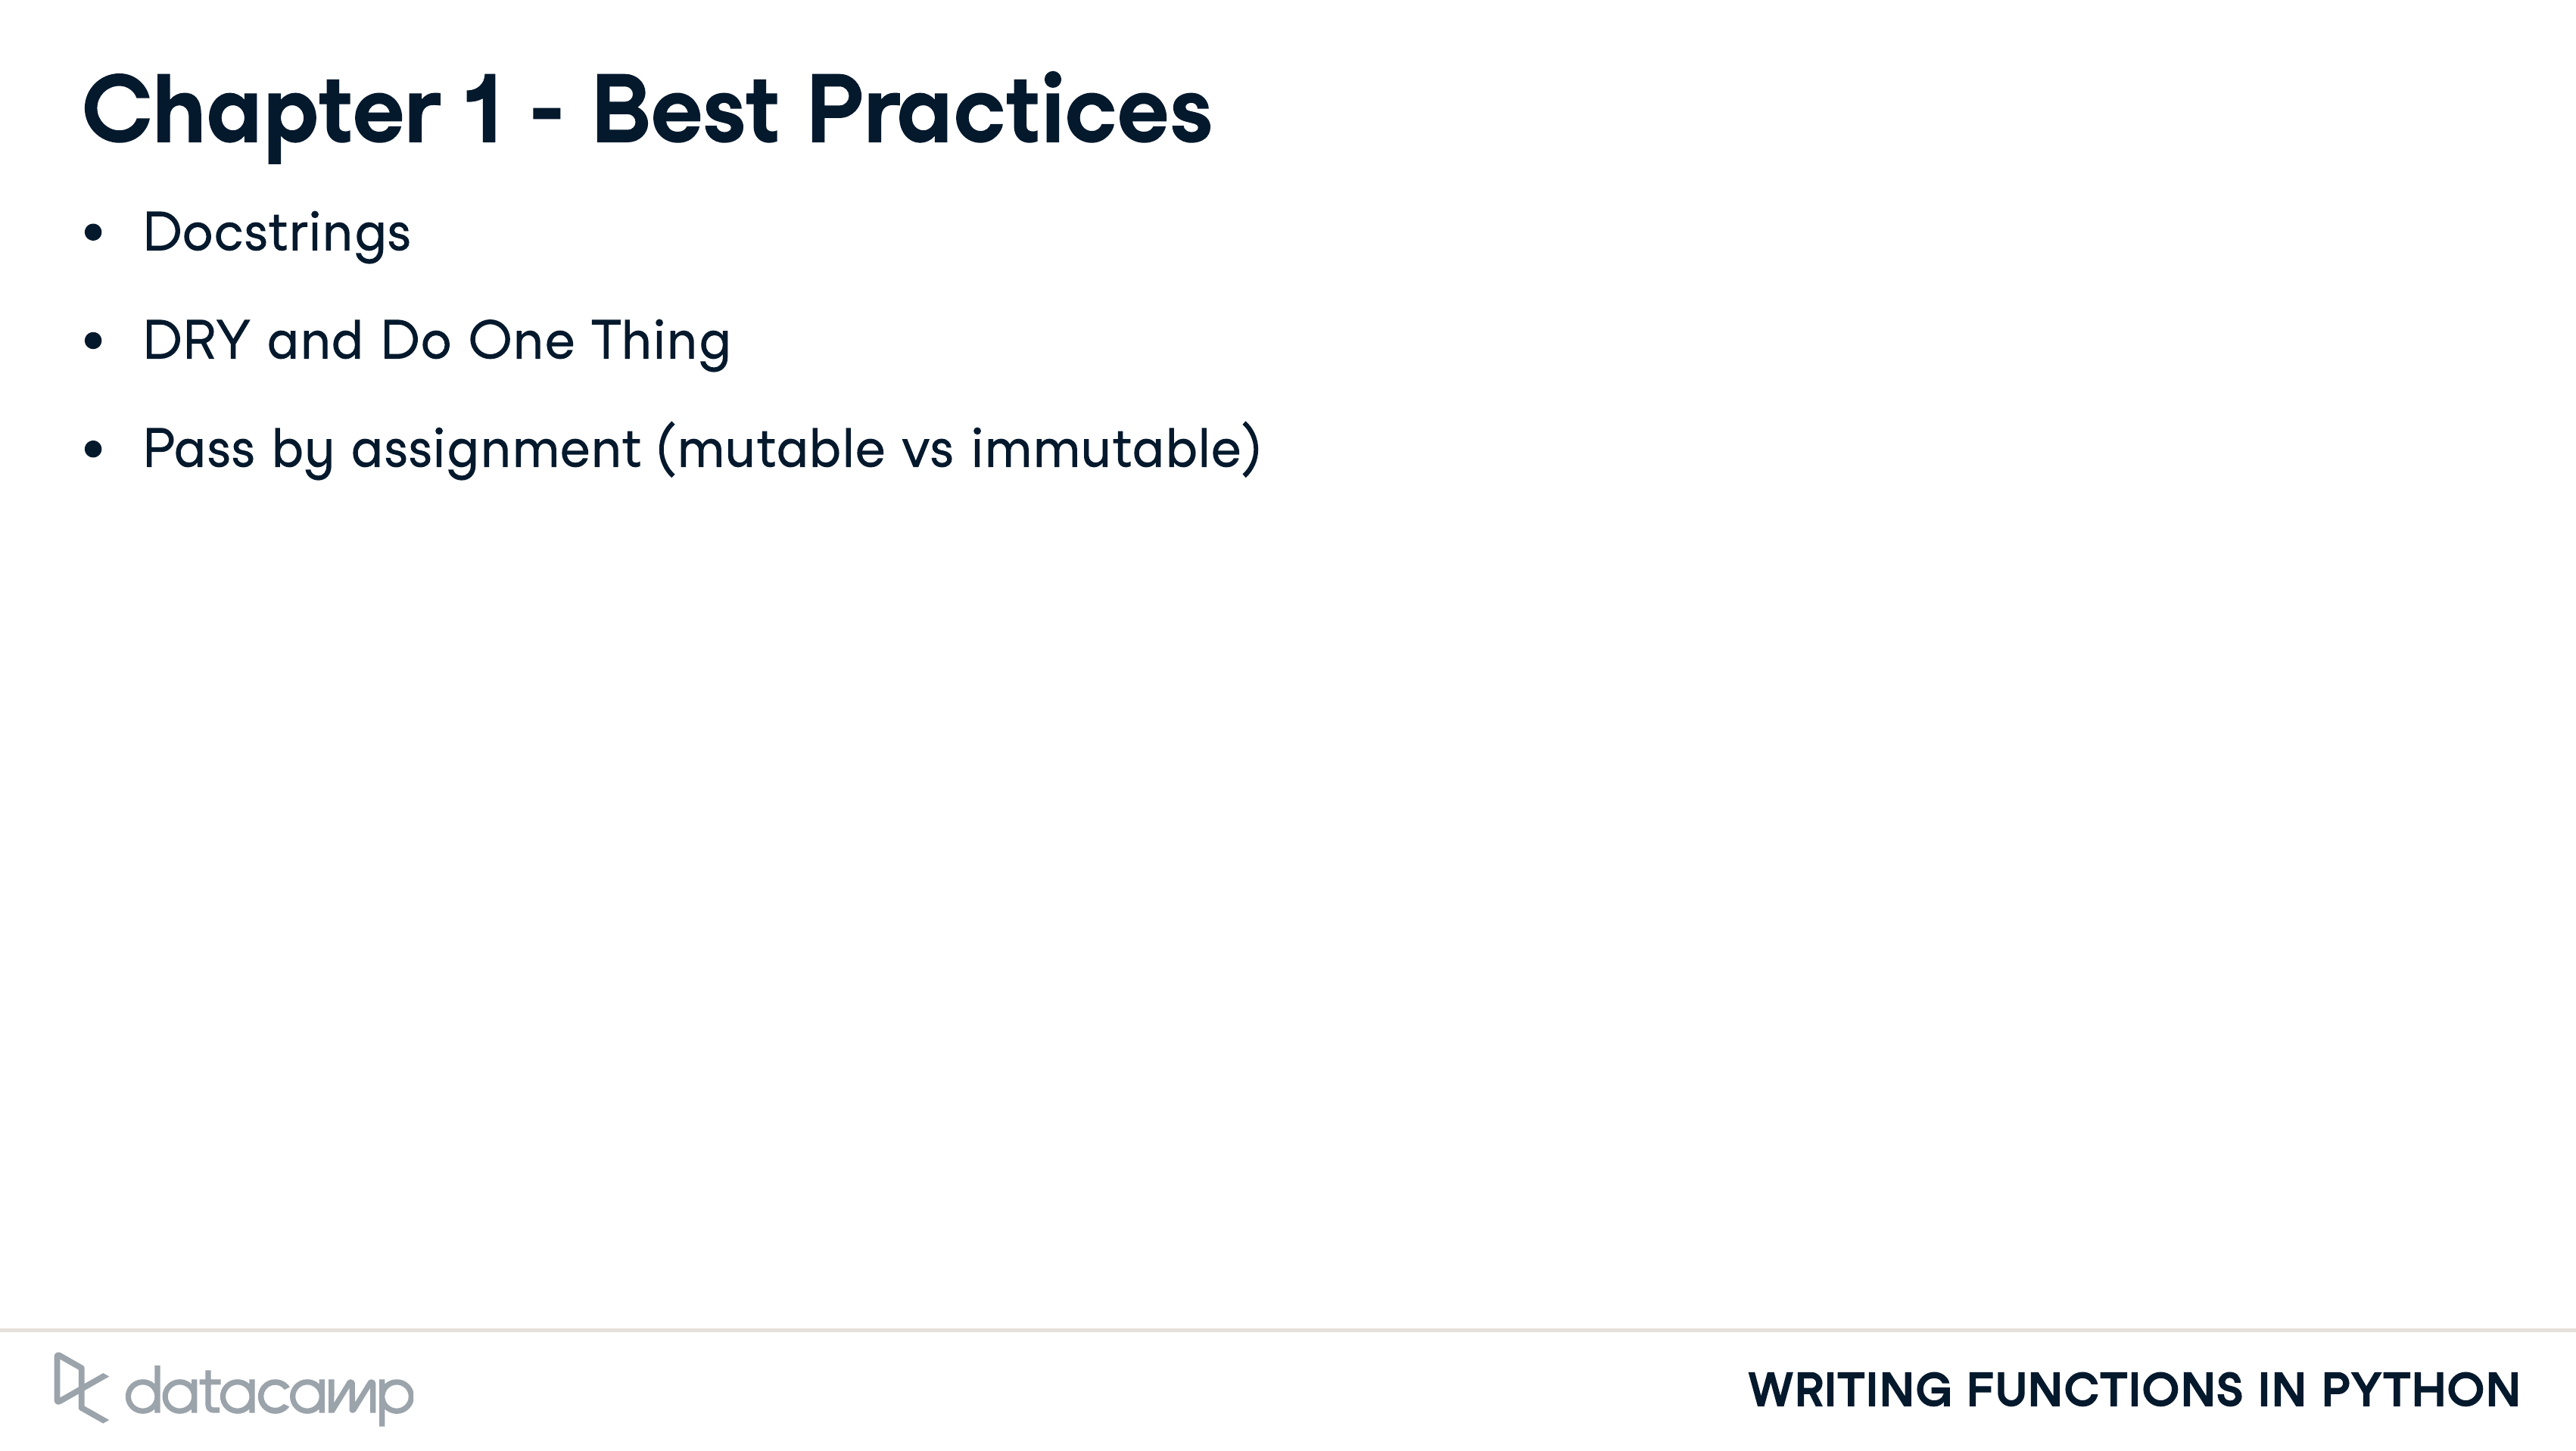 Chapter 1 - Best Practices
• Docstrings
• DRY and Do One Thing
• Pass by assignment (mutable vs immutable)
datacamp
WRITING FUNCTIONS IN PYTHON